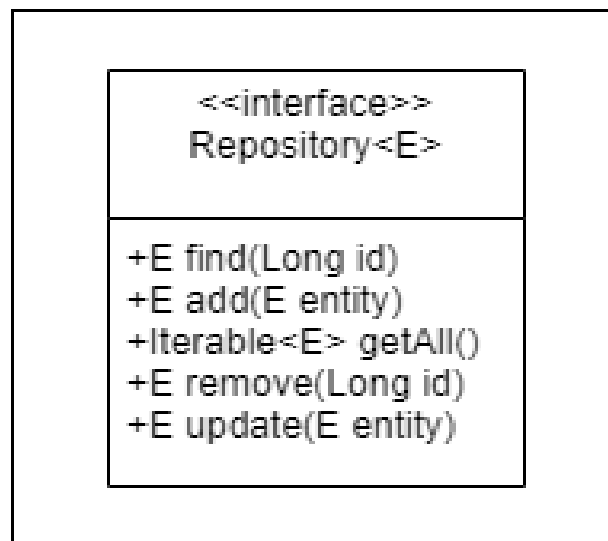 <<interface>>
Repository<E>
+E find(Long id)
+E add(E entity)
+Iterable<E> getAll()
+E remove(Long id)
+E update(E entity)